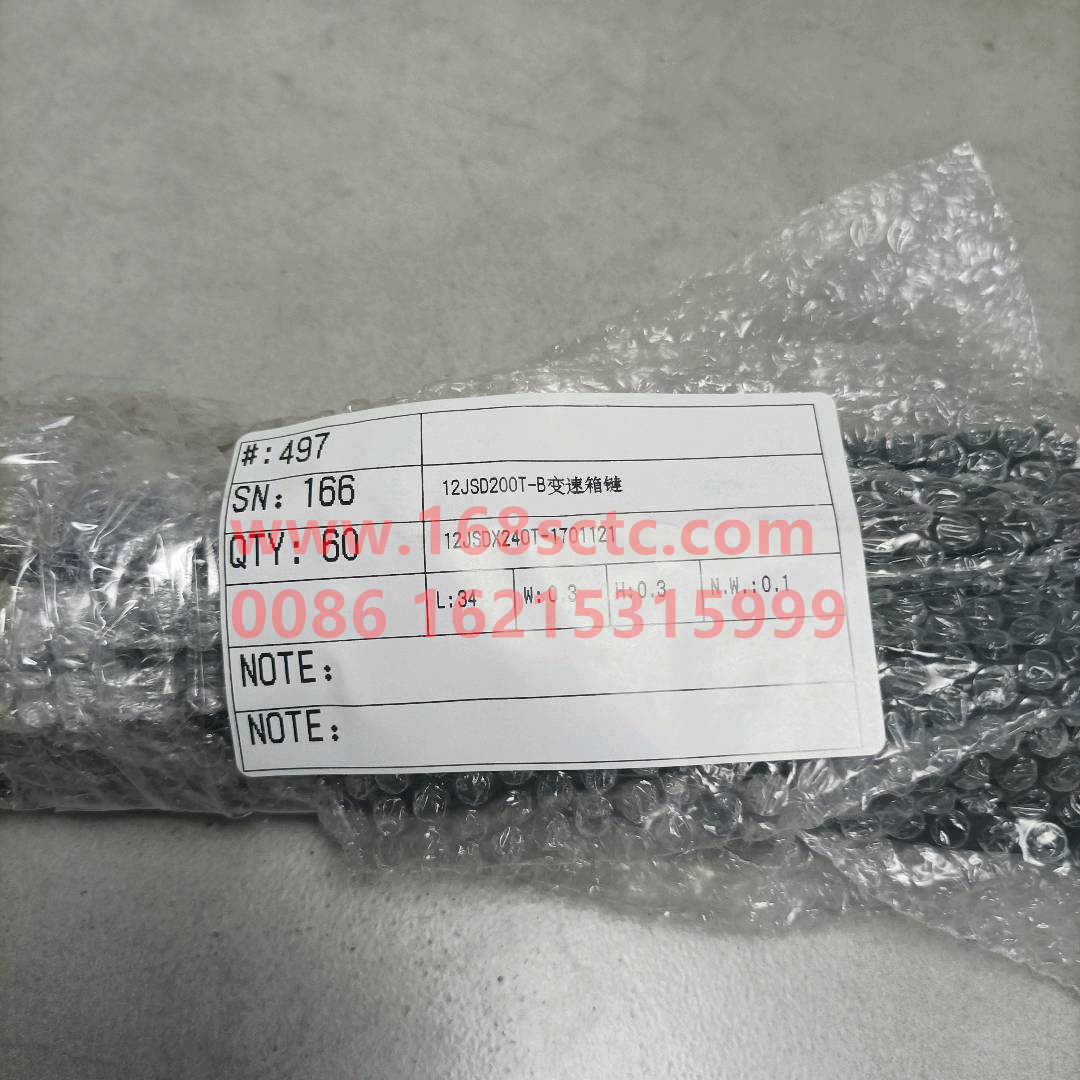 #:497
SN: 166
12JSD200T-B变速箱键
www.168sctc.com
QTY: 60
12JSDX240T-1701121
L:34
W:0.3
H:0.3
N.W.:0.1
0086 16215315999
NOTE:
NOTE: